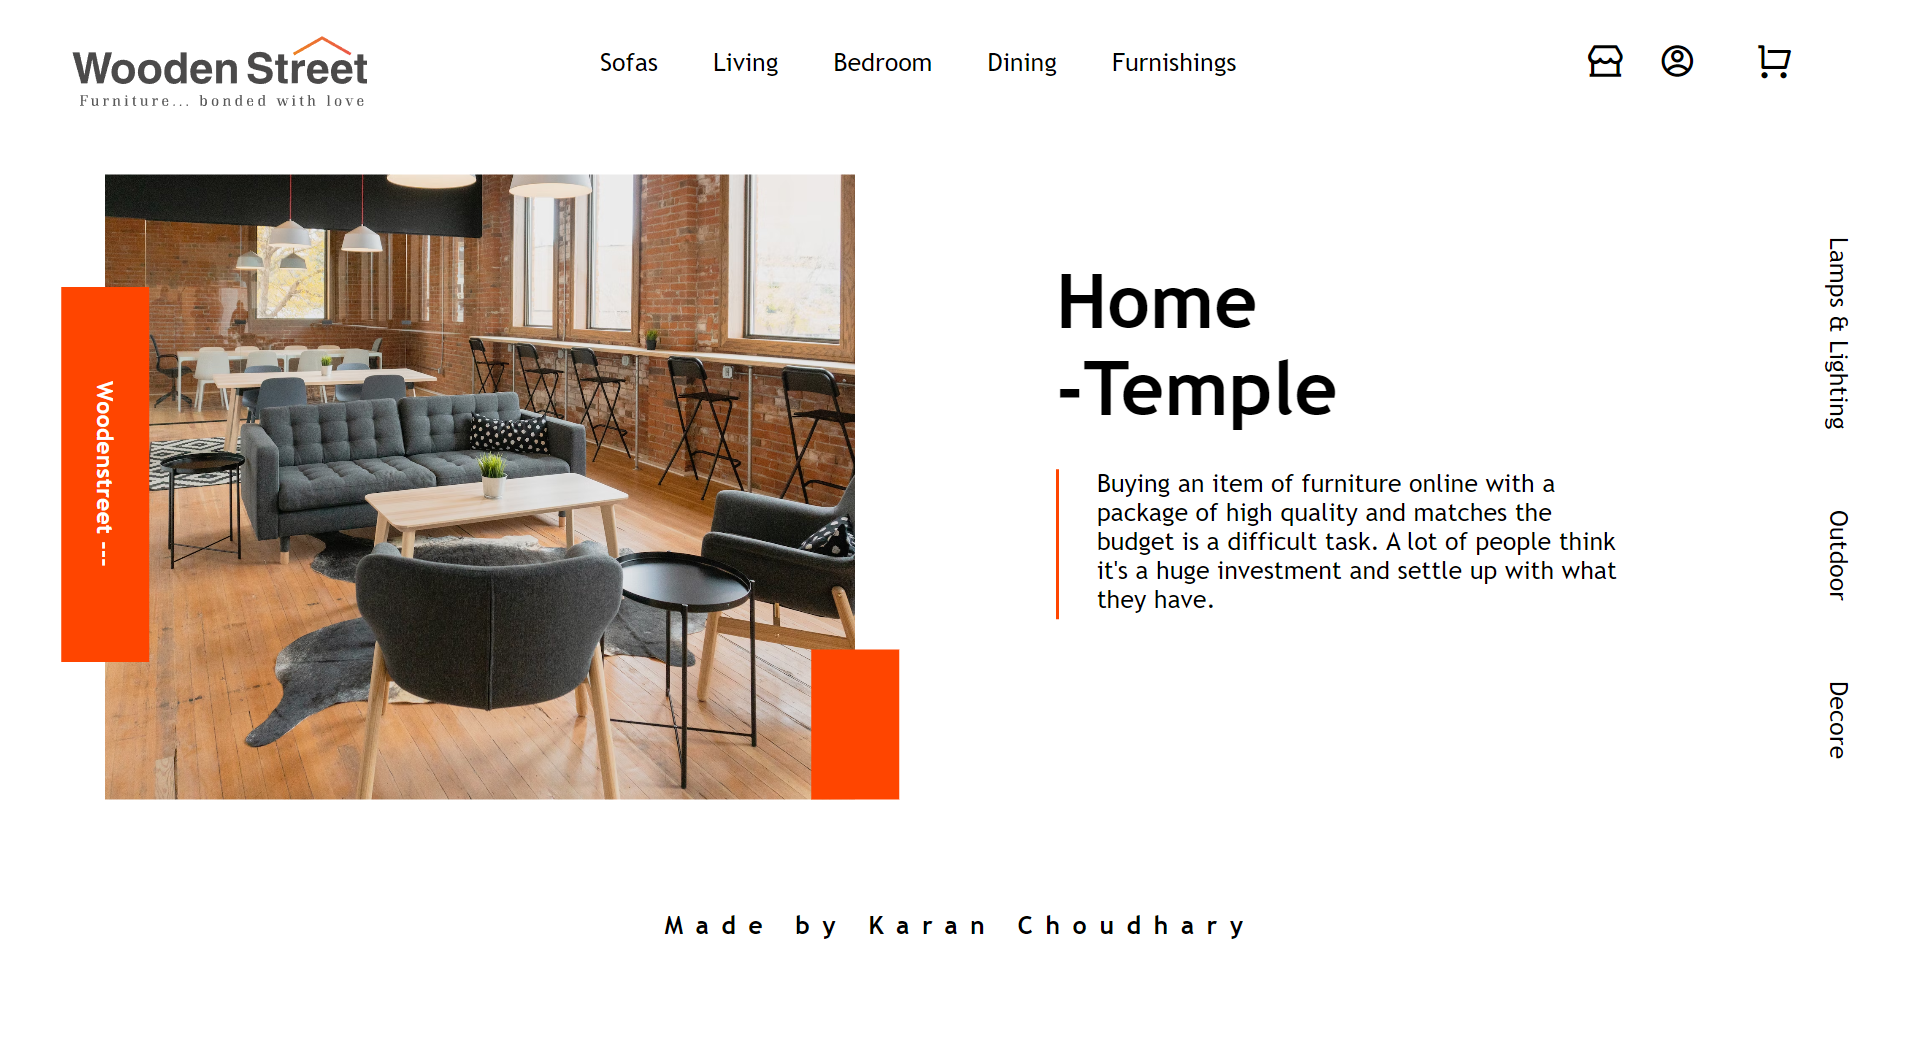 Wooden Street
Furniture... bonded with love
Sofas
Living
Bedroom
Dining
Furnishings
Woodenstreet ---
Home
-Temple
Buying an item of furniture online with a
package of high quality and matches the
budget is a difficult task. A lot of people think
it's a huge investment and settle up with what
they have.
Lamps & Lighting
Outdoor
Decore
Made by Karan Choudhary